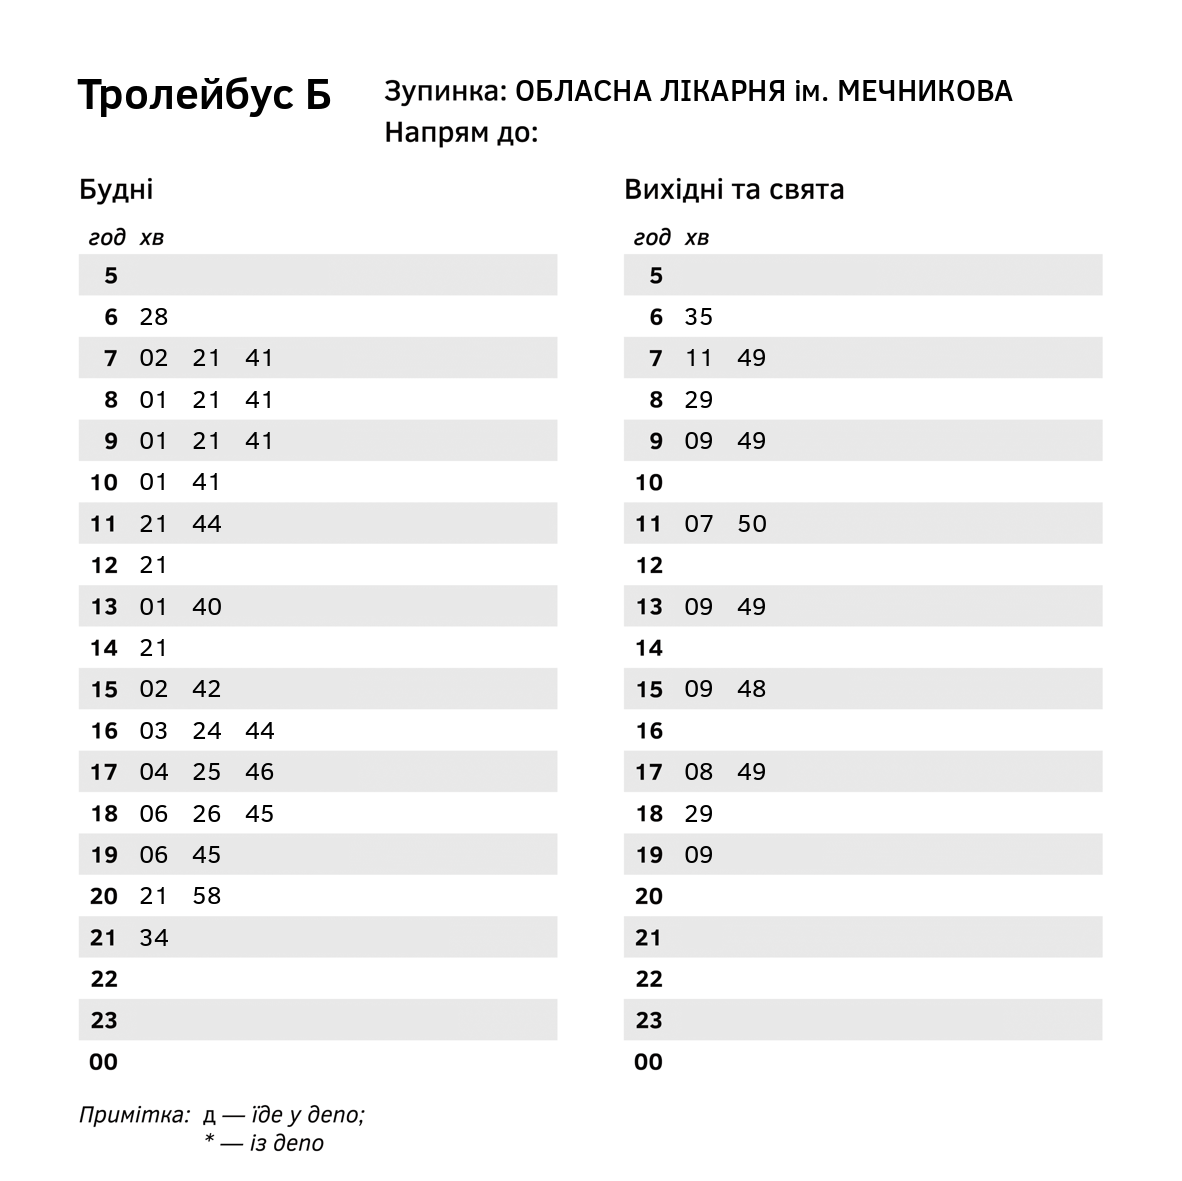 Тролейбус Б
Зупинка: ОБЛАСНА ЛІКАРНЯ ім. МЕЧНИКОВА
Напрям до:
Будні
год хв
5
6 28
7 02 21 41
8 01 21 41
9 01 21 41
10 01 41
11 21 44
12 21
13 01 40
14 21
15 02 42
16 03 24 44
17 04 25 46
18 06 26 45
19 06 45
20 21 58
21 34
22
23
00
Вихідні та свята
год хв
5
6 35
7 11 49
8 29
9 09 49
10
11 07 50
12
13 09 49
14
15 09 48
16
17 08 49
18 29
19 09
20
21
22
23
00
Примітка: д — їде у депо;
* — із депо